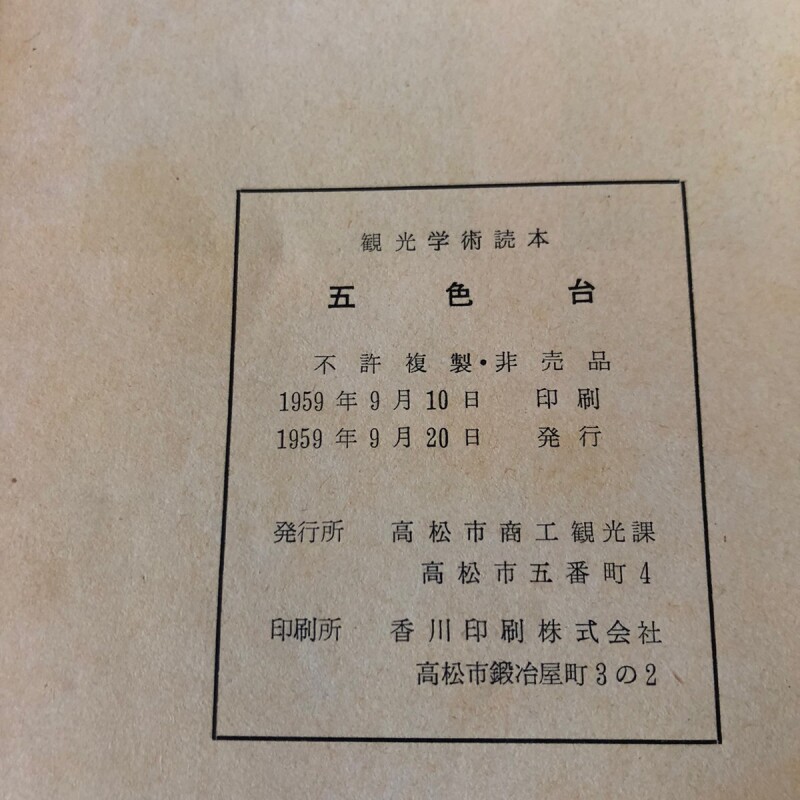 観光学術読本
五色台
不許複製・非売品
1959年9月10日 印刷
1959年9月20日 発行
発行所 高松市商工観光課
高松市五番町4
印刷所 香川印刷株式会社
高松市鍛冶屋町3の2